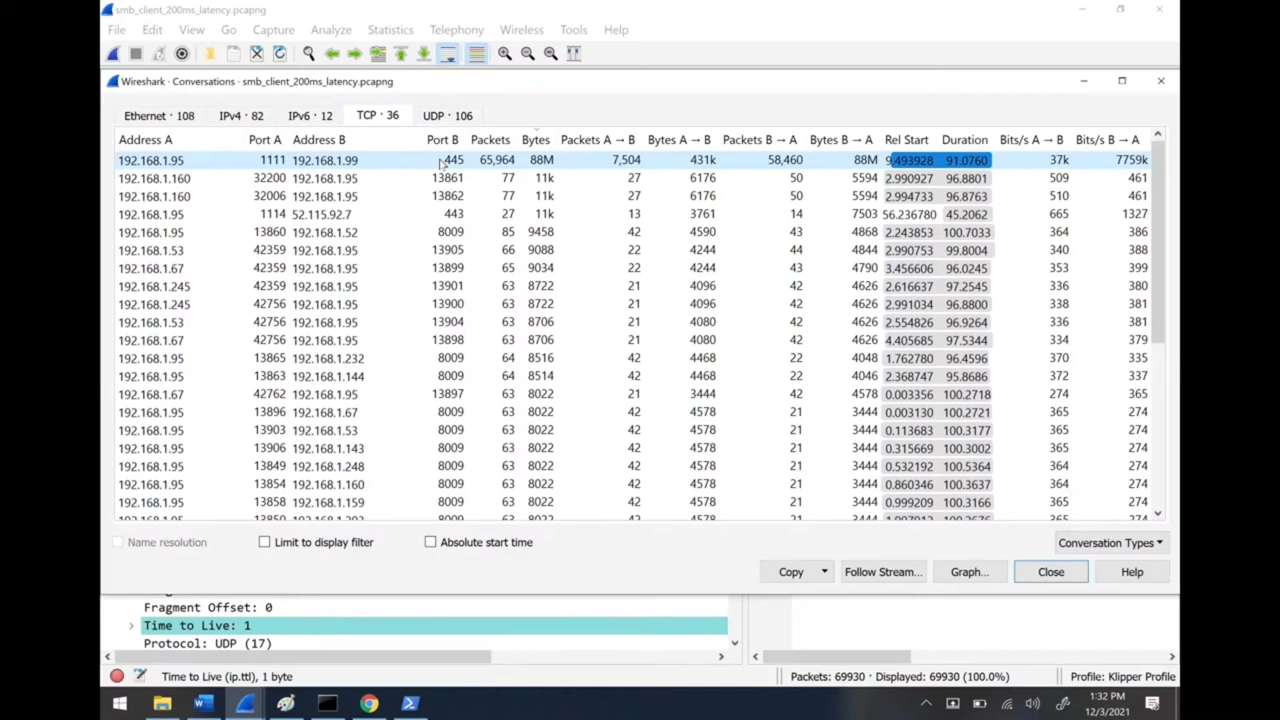 smb_client_200ms_latency.pcapng
File Edit View Go Capture Analyze Statistics Telephony Wireless Tools Help
Wireshark · Conversations · smb_client_200ms_latency.pcapng
Ethernet · 108 IPv4 · 82 IPv6 · 12 TCP · 36 UDP · 106
Address A Port A Address B Port B Packets Bytes Packets A → B Bytes A → B Packets B → A Bytes B → A Rel Start Duration Bits/s A → B Bits/s B → A
192.168.1.95 1111 192.168.1.99 445 65,964 88M 7,504 431k 58,460 88M 9.493928 91.0760 37k 7759k
192.168.1.160 32200 192.168.1.95 13861 77 11k 27 6176 50 5594 2.990927 96.8801 509 461
192.168.1.160 32006 192.168.1.95 13862 77 11k 27 6176 50 5594 2.994733 96.8763 510 461
192.168.1.95 1114 52.115.92.7 443 27 11k 13 3761 14 7503 56.236780 45.2062 665 1327
192.168.1.95 13860 192.168.1.52 8009 85 9458 42 4590 43 4868 2.243853 100.7033 364 386
192.168.1.53 42359 192.168.1.95 13905 66 9088 22 4244 44 4844 2.990753 99.8004 340 388
192.168.1.67 42359 192.168.1.95 13899 65 9034 22 4244 43 4790 3.456606 96.0245 353 399
192.168.1.245 42359 192.168.1.95 13901 63 8722 21 4096 42 4626 2.616637 97.2545 336 380
192.168.1.245 42756 192.168.1.95 13900 63 8722 21 4096 42 4626 2.991034 96.8800 338 381
192.168.1.53 42756 192.168.1.95 13904 63 8706 21 4080 42 4626 2.554826 96.9264 336 381
192.168.1.67 42756 192.168.1.95 13898 63 8706 21 4080 42 4626 4.405685 97.5344 334 379
192.168.1.95 13865 192.168.1.232 8009 64 8516 42 4468 22 4048 1.762780 96.4596 370 335
192.168.1.95 13863 192.168.1.144 8009 64 8514 42 4468 22 4046 2.368747 95.8686 372 337
192.168.1.67 42762 192.168.1.95 13897 63 8022 21 3444 42 4578 0.003356 100.2718 274 365
192.168.1.95 13896 192.168.1.67 8009 63 8022 42 4578 21 3444 0.003130 100.2721 365 274
192.168.1.95 13903 192.168.1.53 8009 63 8022 42 4578 21 3444 0.113683 100.3177 365 274
192.168.1.95 13906 192.168.1.143 8009 63 8022 42 4578 21 3444 0.315669 100.3002 365 274
192.168.1.95 13849 192.168.1.248 8009 63 8022 42 4578 21 3444 0.532192 100.5364 364 274
192.168.1.95 13854 192.168.1.160 8009 63 8022 42 4578 21 3444 0.860346 100.3632 364 274
192.168.1.95 13858 192.168.1.159 8009 63 8022 42 4578 21 3444 0.999209 100.3166 365 274
Name resolution Limit to display filter Absolute start time Conversation Types
Copy Follow Stream... Graph... Close Help
Fragment Offset: 0
Time to Live: 1
Protocol: UDP (17)
Time to Live (ip.ttl), 1 byte Packets: 69930 · Displayed: 69930 (100.0%) Profile: Klipper Profile
1:32 PM
12/3/2021